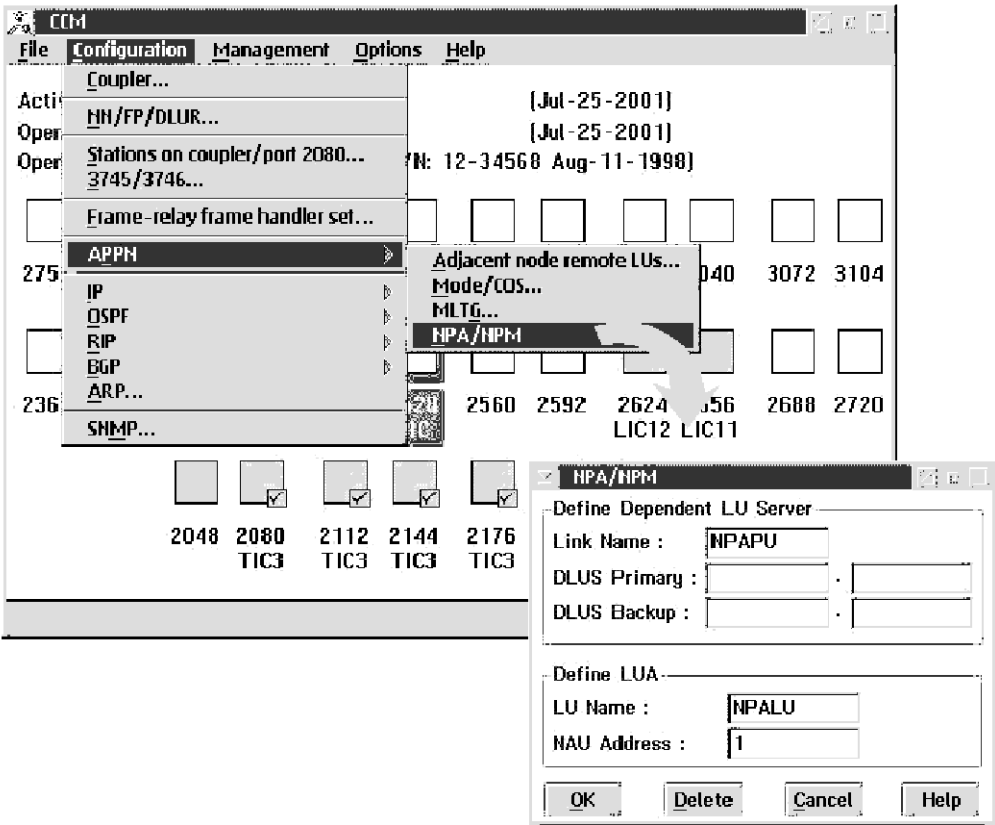 CCM
File Configuration Management Options Help
Coupler...
NN/FP/DLUR...
Stations on coupler/port 2080...
3745/3746...
Frame-relay frame handler set...
APPN
IP
OSPF
RIP
BGP
ARP...
SNMP...
Adjacent node remote LUs...
Mode/COS...
MLTG...
NPA/NPM
(Jul-25-2001)
(Jul-25-2001)
12-34568 Aug-11-1998)
3072 3104
2560 2592 2624 2688 2720
LIC12 LIC11
2048 2080 2112 2144 2176
TIC3 TIC3 TIC3 TIC3
NPA/NPM
Define Dependent LU Server
Link Name : NPAPU
DLUS Primary : .
DLUS Backup : .
Define LUA
LU Name : NPALU
NAU Address : 1
OK Delete Cancel Help